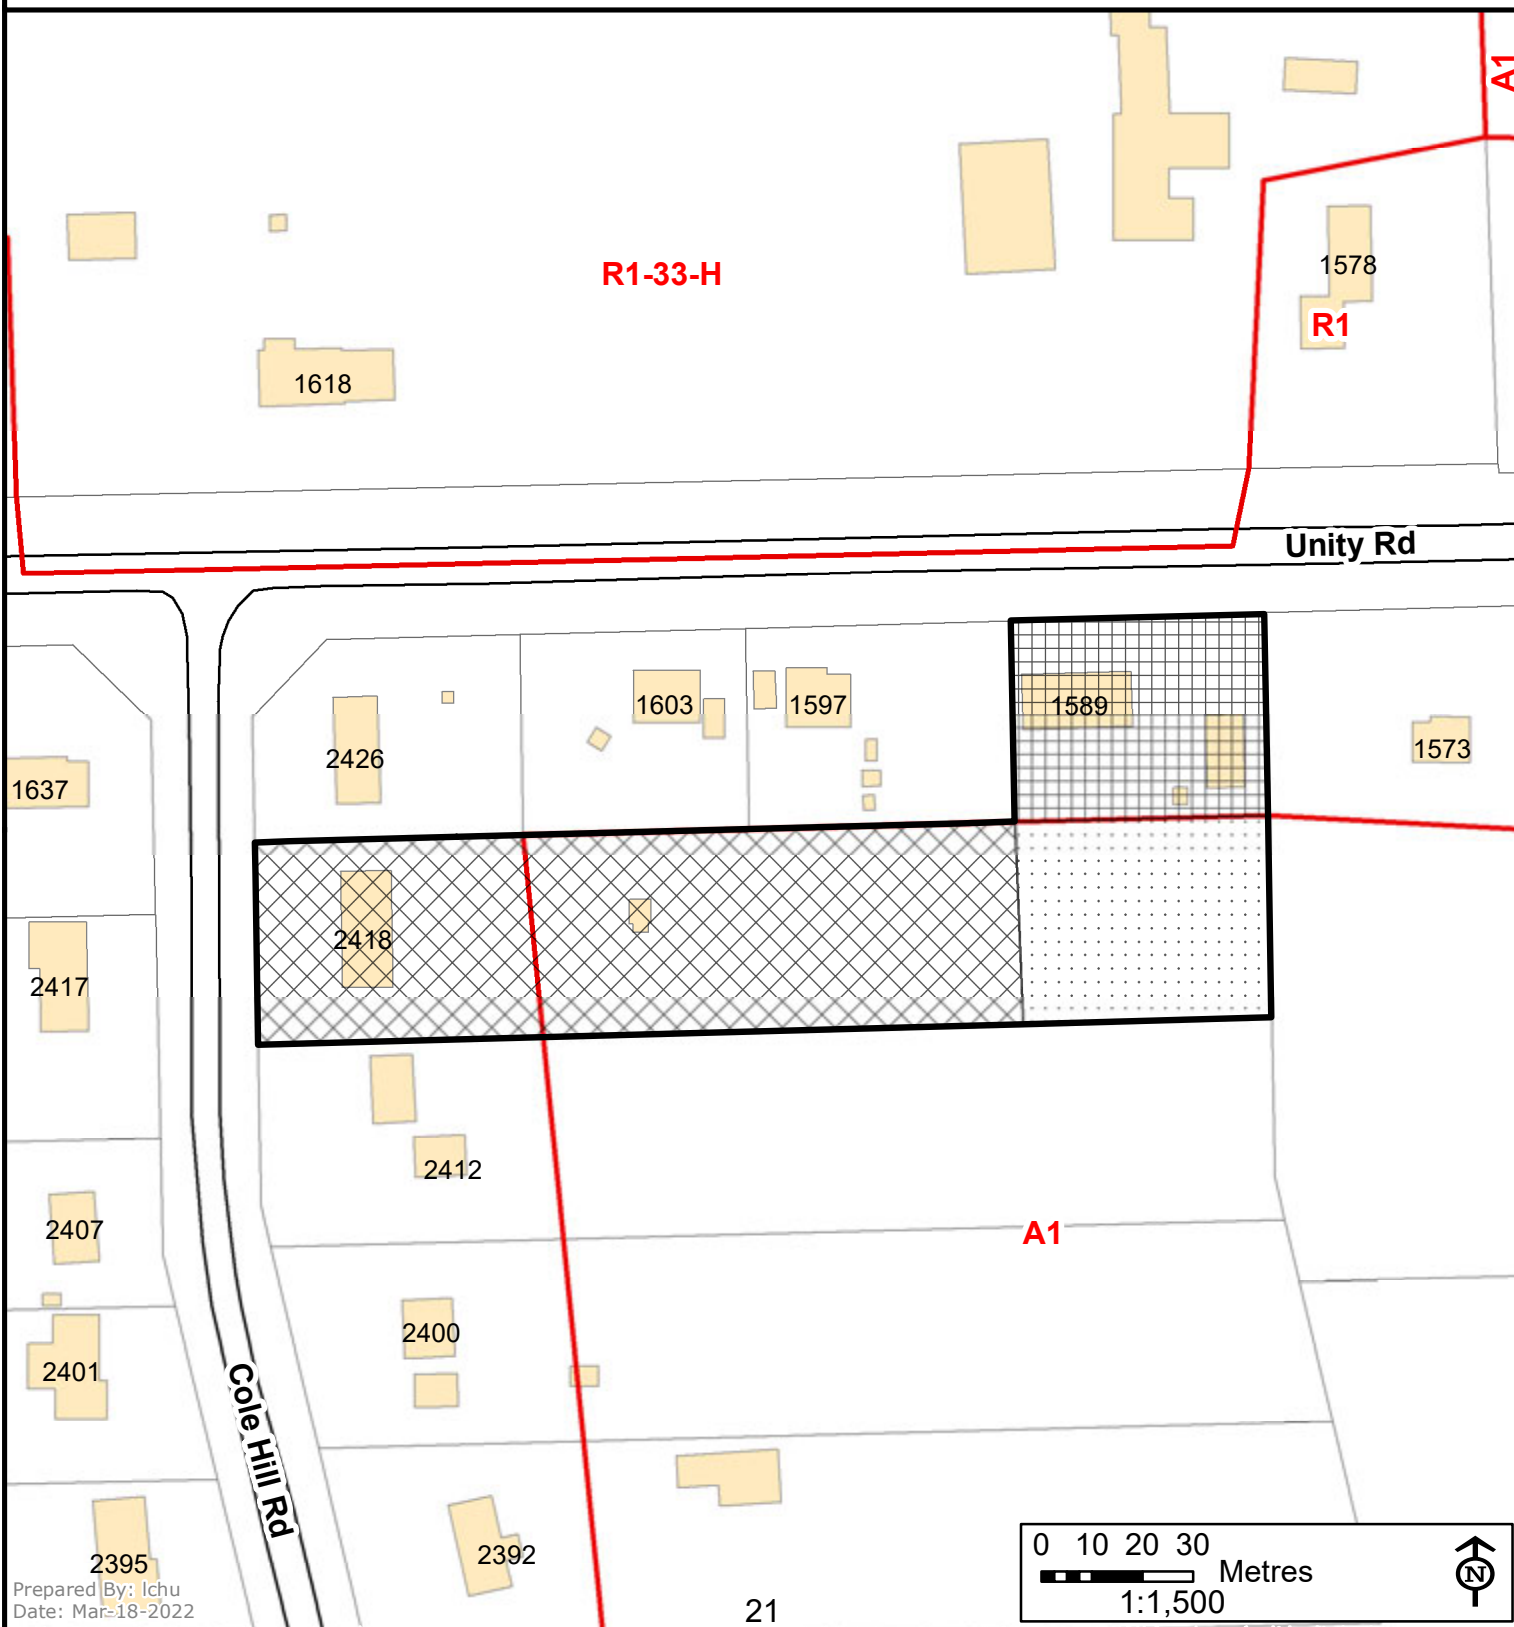 A1
R1-33-H
1578
R1
1618
Unity Rd
1603
1597
1589
2426
1573
1637
2418
2417
2412
2407
A1
2400
2401
Cole Hill Rd
2392
2395
0 10 20 30
Metres
1:1,500
N
Prepared By: lchu
Date: Mar-18-2022
21